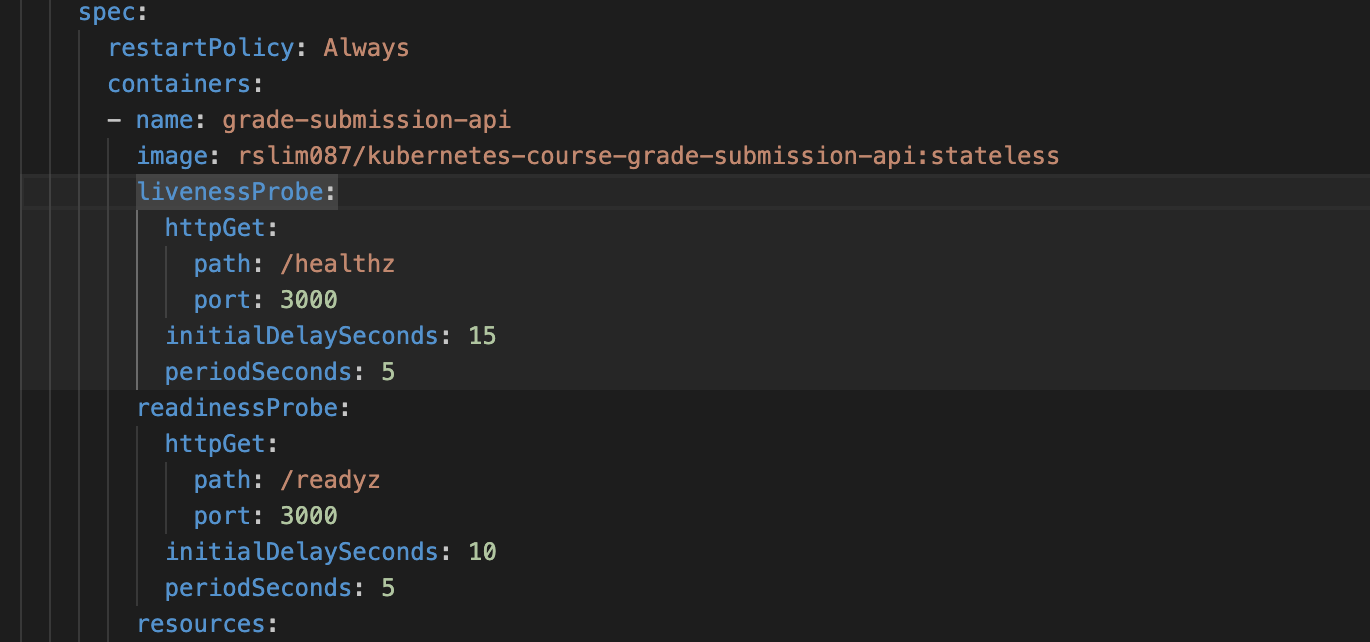 spec:
restartPolicy: Always
containers:
- name: grade-submission-api
image: rslim087/kubernetes-course-grade-submission-api:stateless
livenessProbe:
httpGet:
path: /healthz
port: 3000
initialDelaySeconds: 15
periodSeconds: 5
readinessProbe:
httpGet:
path: /readyz
port: 3000
initialDelaySeconds: 10
periodSeconds: 5
resources: